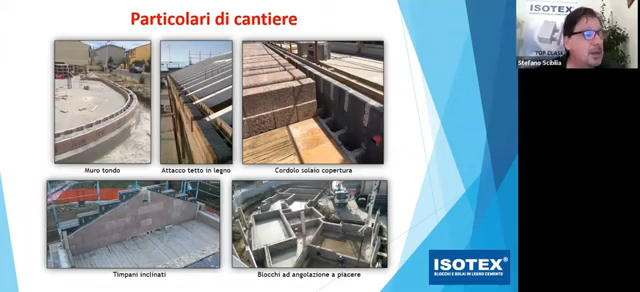 Particolari di cantiere
Muro tondo
Attacco tetto in legno
Cordolo solaio copertura
Timpani inclinati
Blocchi ad angolazione a piacere
ISOTEX®
BLOCCHI E SOLAI IN LEGNO CEMENTO
ISOTEX
TOP CLASS
Stefano Sciblia